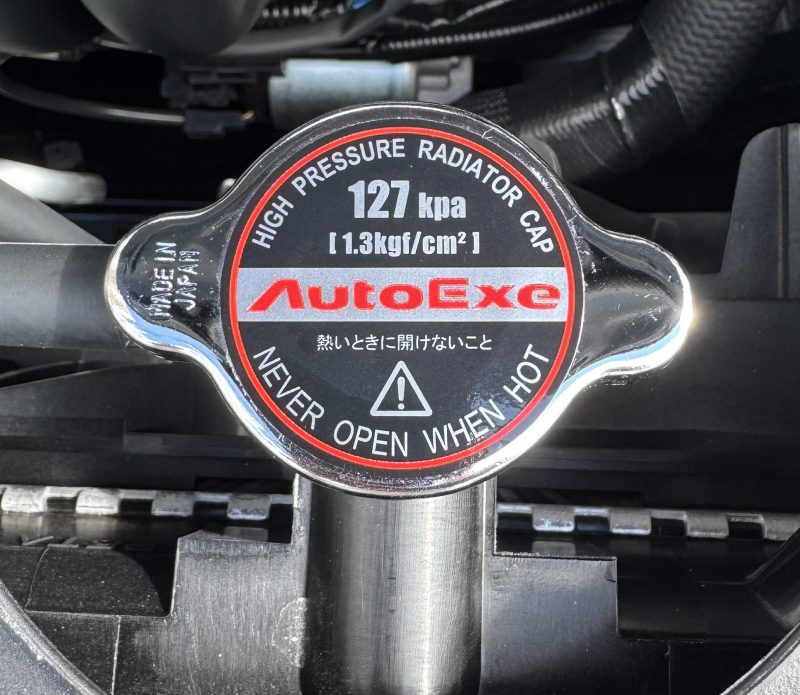 HIGH PRESSURE RADIATOR CAP
127 kpa
[ 1.3kgf/cm² ]
MADE IN
JAPAN
AutoExe
熱いときに開けないこと
NEVER OPEN WHEN HOT